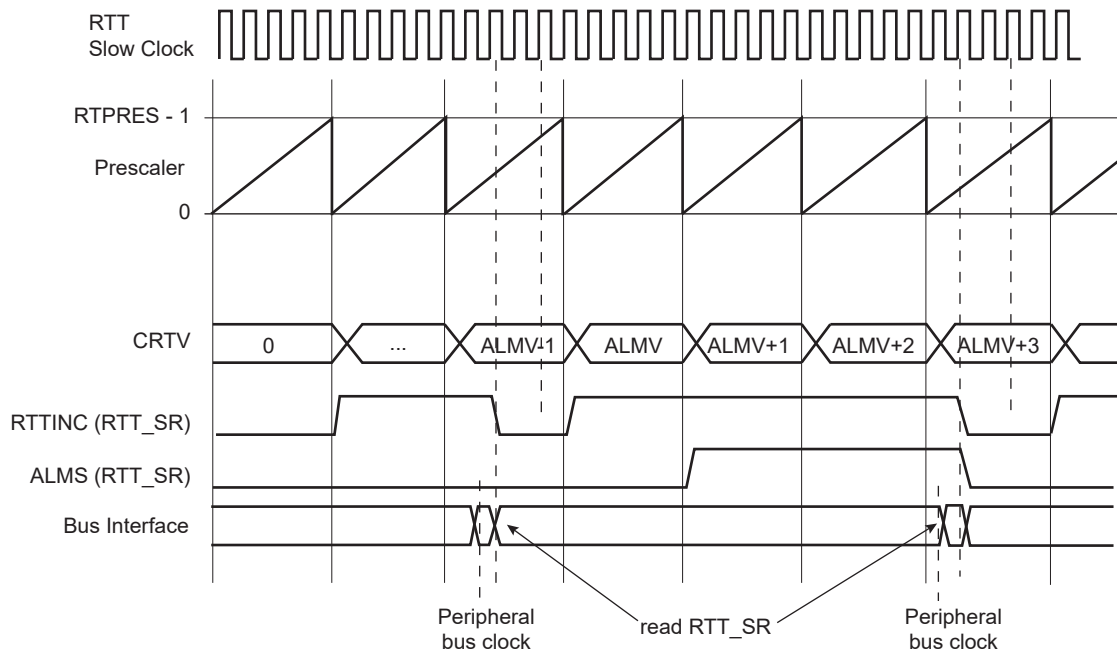 RTT
Slow Clock
RTPRES - 1
Prescaler
0
CRTV
0
...
ALMV-1
ALMV
ALMV+1
ALMV+2
ALMV+3
RTTINC (RTT_SR)
ALMS (RTT_SR)
Bus Interface
Peripheral
bus clock
read RTT_SR
Peripheral
bus clock